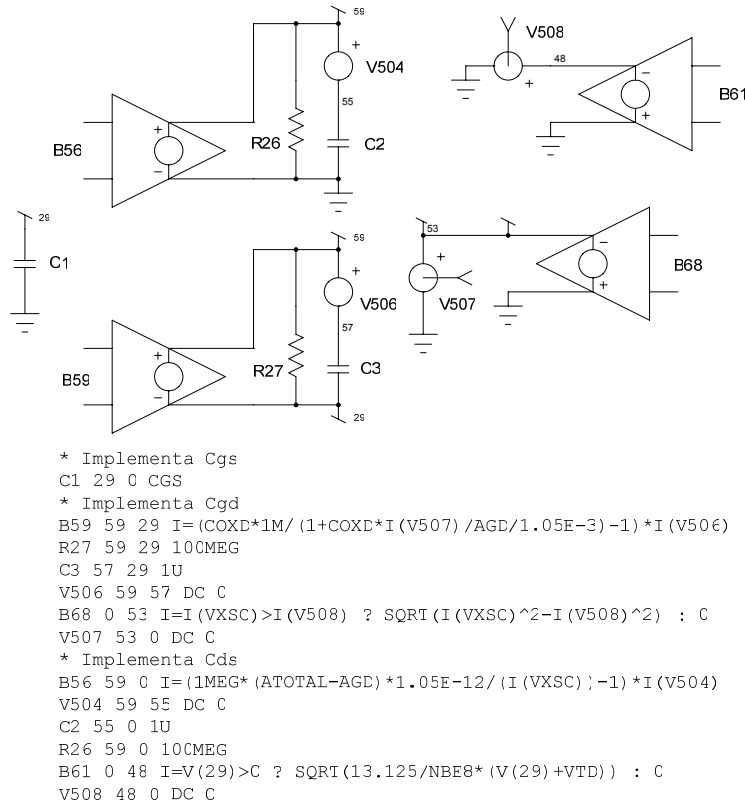 59
V508
+
V504
48
+
55
B61
B56
+
R26
C2
−
−
+
29
C1
59
53
+
V506
+
V507
−
+
B68
57
B59
+
R27
C3
−
29
* Implementa Cgs
C1 29 0 CGS
* Implementa Cgd
B59 59 29 I=(COXD*1M/(1+COXD*I(V507)/AGD/1.05E-3)-1)*I(V506)
R27 59 29 100MEG
C3 57 29 1U
V506 59 57 DC 0
B68 0 53 I=I(VXSC)>I(V508) ? SQRT(I(VXSC)^2-I(V508)^2) : 0
V507 53 0 DC 0
* Implementa Cds
B56 59 0 I=(1MEG*(ATOTAL-AGD)*1.05E-12/(I(VXSC))-1)*I(V504)
V504 59 55 DC 0
C2 55 0 1U
R26 59 0 100MEG
B61 0 48 I=V(29)>0 ? SQRT(13.125/NBE8*(V(29)+VTD)) : 0
V508 48 0 DC 0